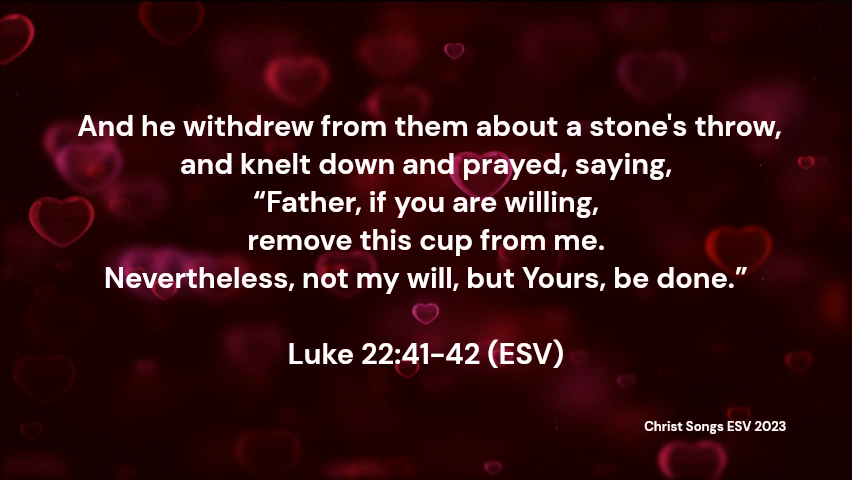 And he withdrew from them about a stone's throw,
and knelt down and prayed, saying,
“Father, if you are willing,
remove this cup from me.
Nevertheless, not my will, but Yours, be done.”
Luke 22:41-42 (ESV)
Christ Songs ESV 2023